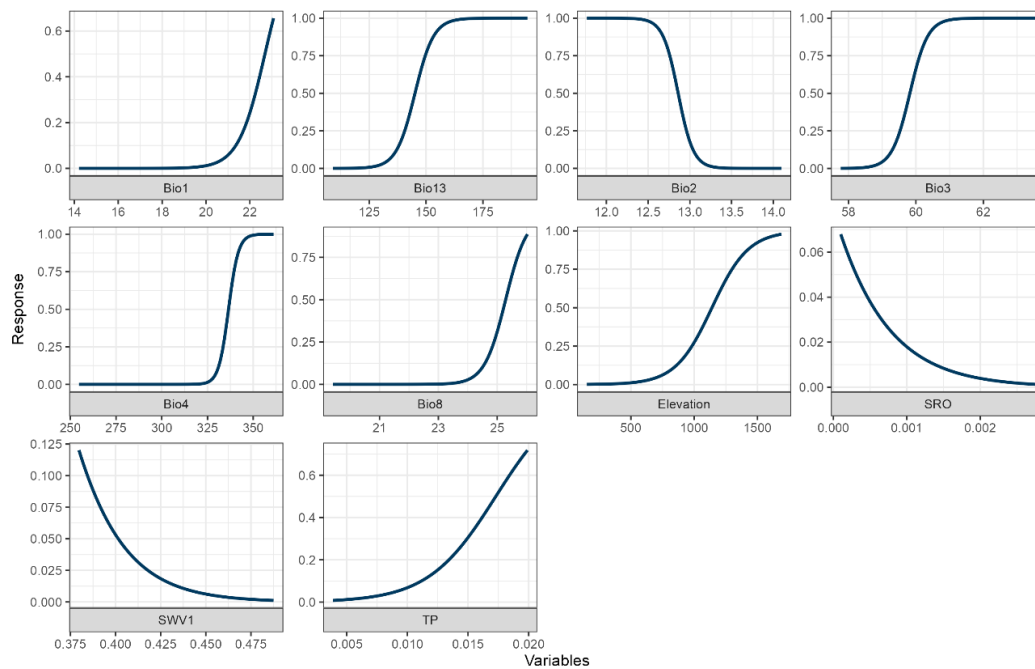 0.6
0.4
0.2
0.0
Bio1
14 16 18 20 22
1.00
0.75
0.50
0.25
0.00
Bio13
125 150 175
1.00
0.75
0.50
0.25
0.00
Bio2
12.0 12.5 13.0 13.5 14.0
1.00
0.75
0.50
0.25
0.00
Bio3
58 60 62
Response
1.00
0.75
0.50
0.25
0.00
Bio4
250 275 300 325 350
0.75
0.50
0.25
0.00
Bio8
21 23 25
1.00
0.75
0.50
0.25
0.00
Elevation
500 1000 1500
0.06
0.04
0.02
0.00
SRO
0.000 0.001 0.002
0.125
0.100
0.075
0.050
0.025
0.000
SWV1
0.375 0.400 0.425 0.450 0.475
0.6
0.4
0.2
0.0
TP
0.005 0.010 0.015 0.020
Variables